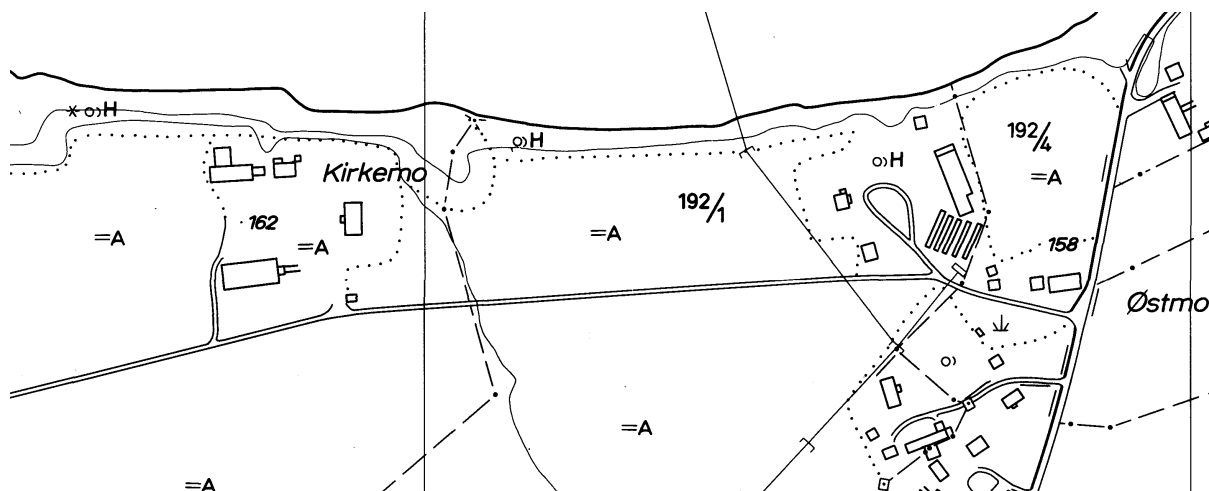 H
H
192/4
H
Kirkemo
=A
192/1
162
=A
=A
=A
158
Østmo
=A
=A